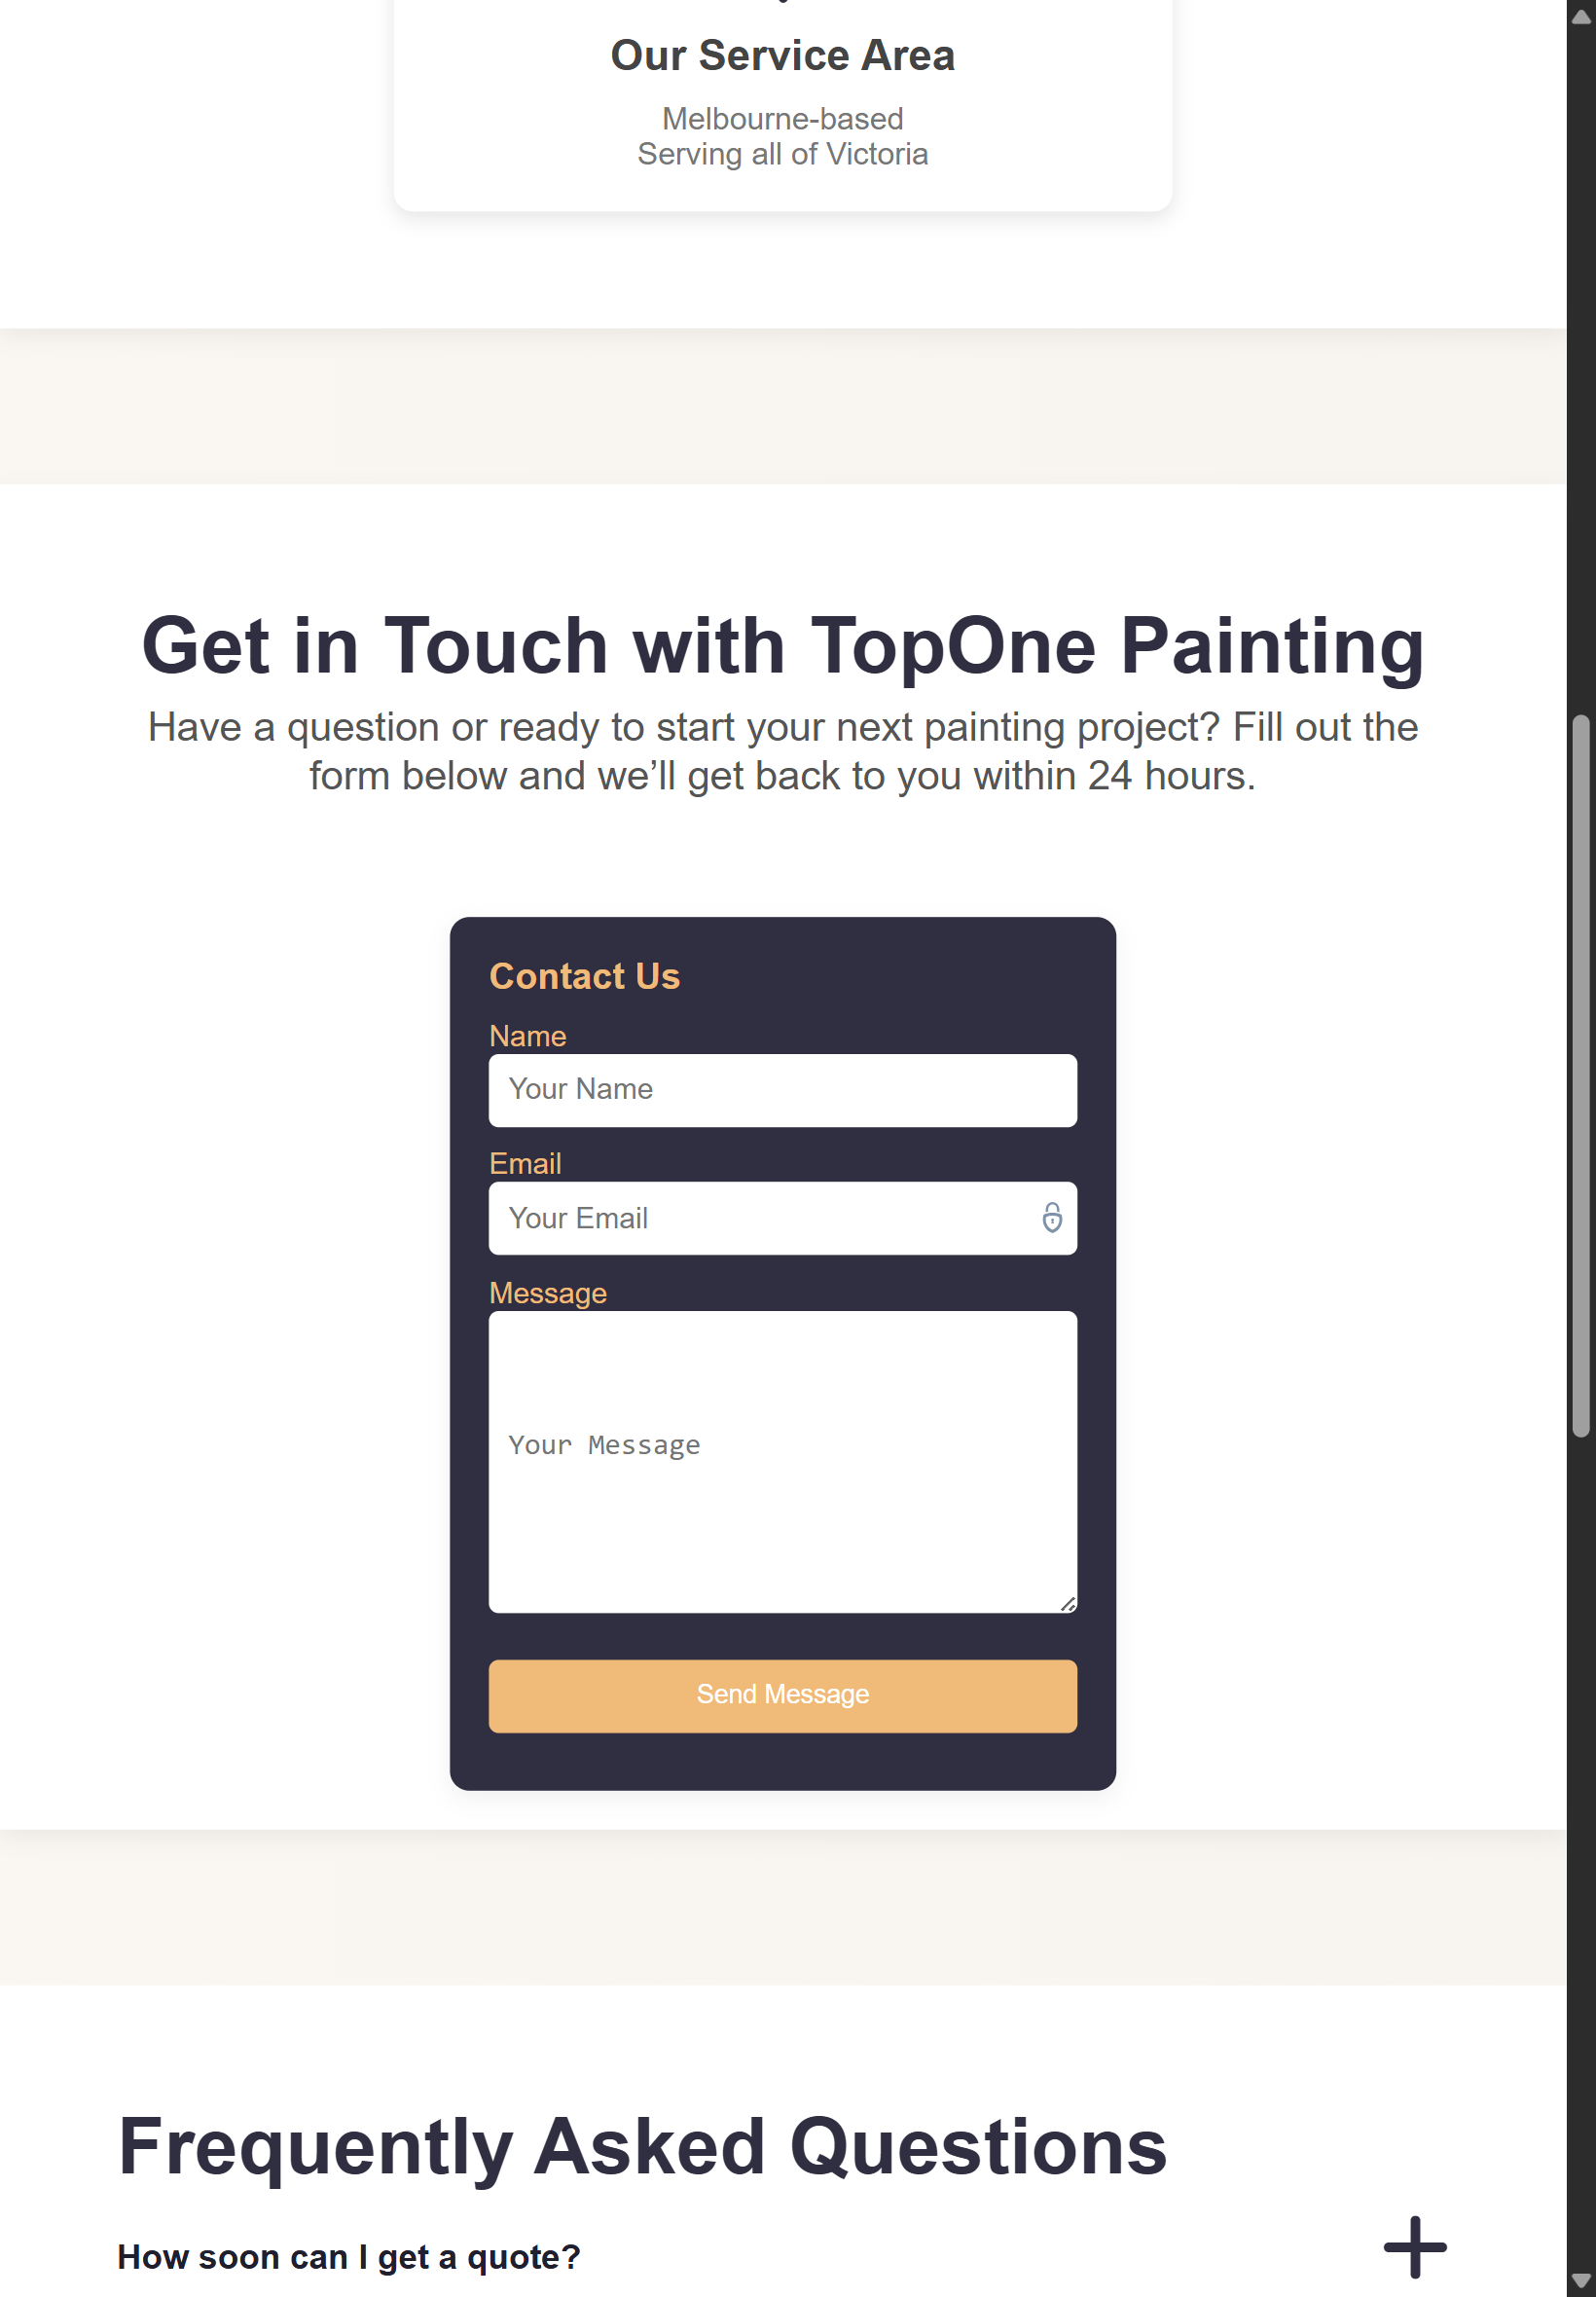 Our Service Area
Melbourne-based
Serving all of Victoria
Get in Touch with TopOne Painting
Have a question or ready to start your next painting project? Fill out the
form below and we’ll get back to you within 24 hours.
Contact Us
Name
Your Name
Email
Your Email
Message
Your Message
Send Message
Frequently Asked Questions
How soon can I get a quote?